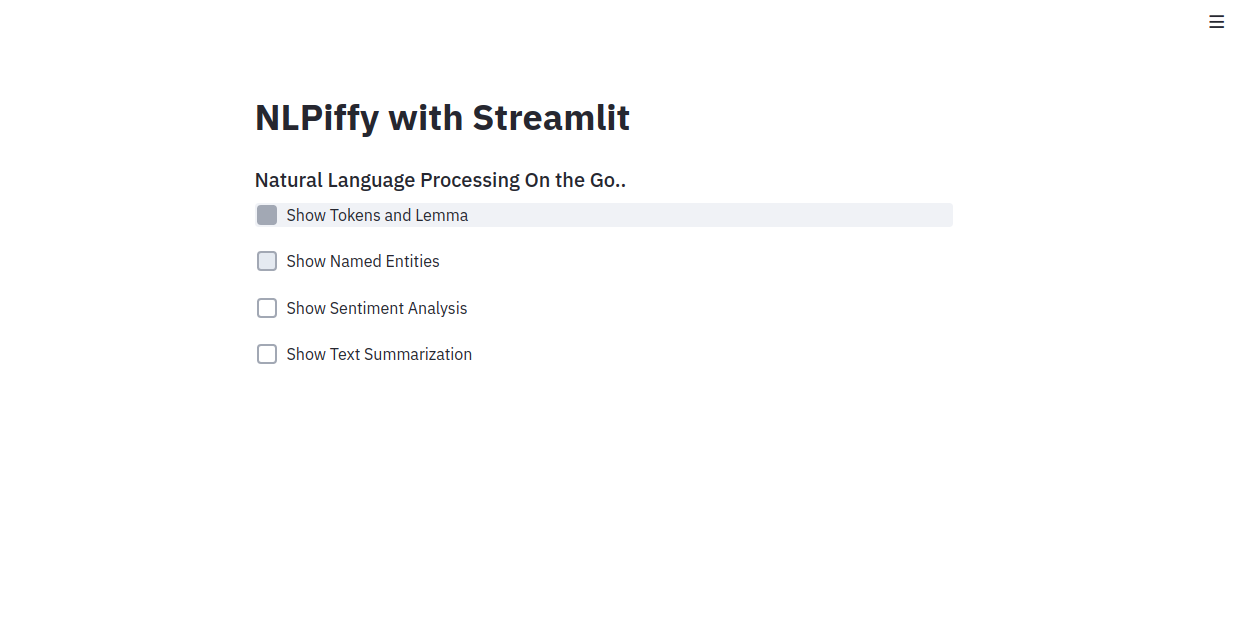 NLPiffy with Streamlit
Natural Language Processing On the Go..
Show Tokens and Lemma
Show Named Entities
Show Sentiment Analysis
Show Text Summarization